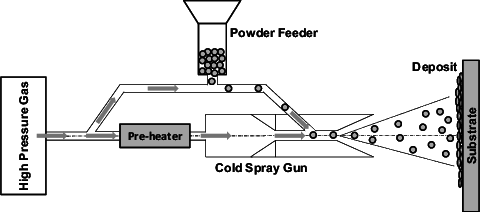 Powder Feeder
Deposit
High Pressure Gas
Pre-heater
Cold Spray Gun
Substrate